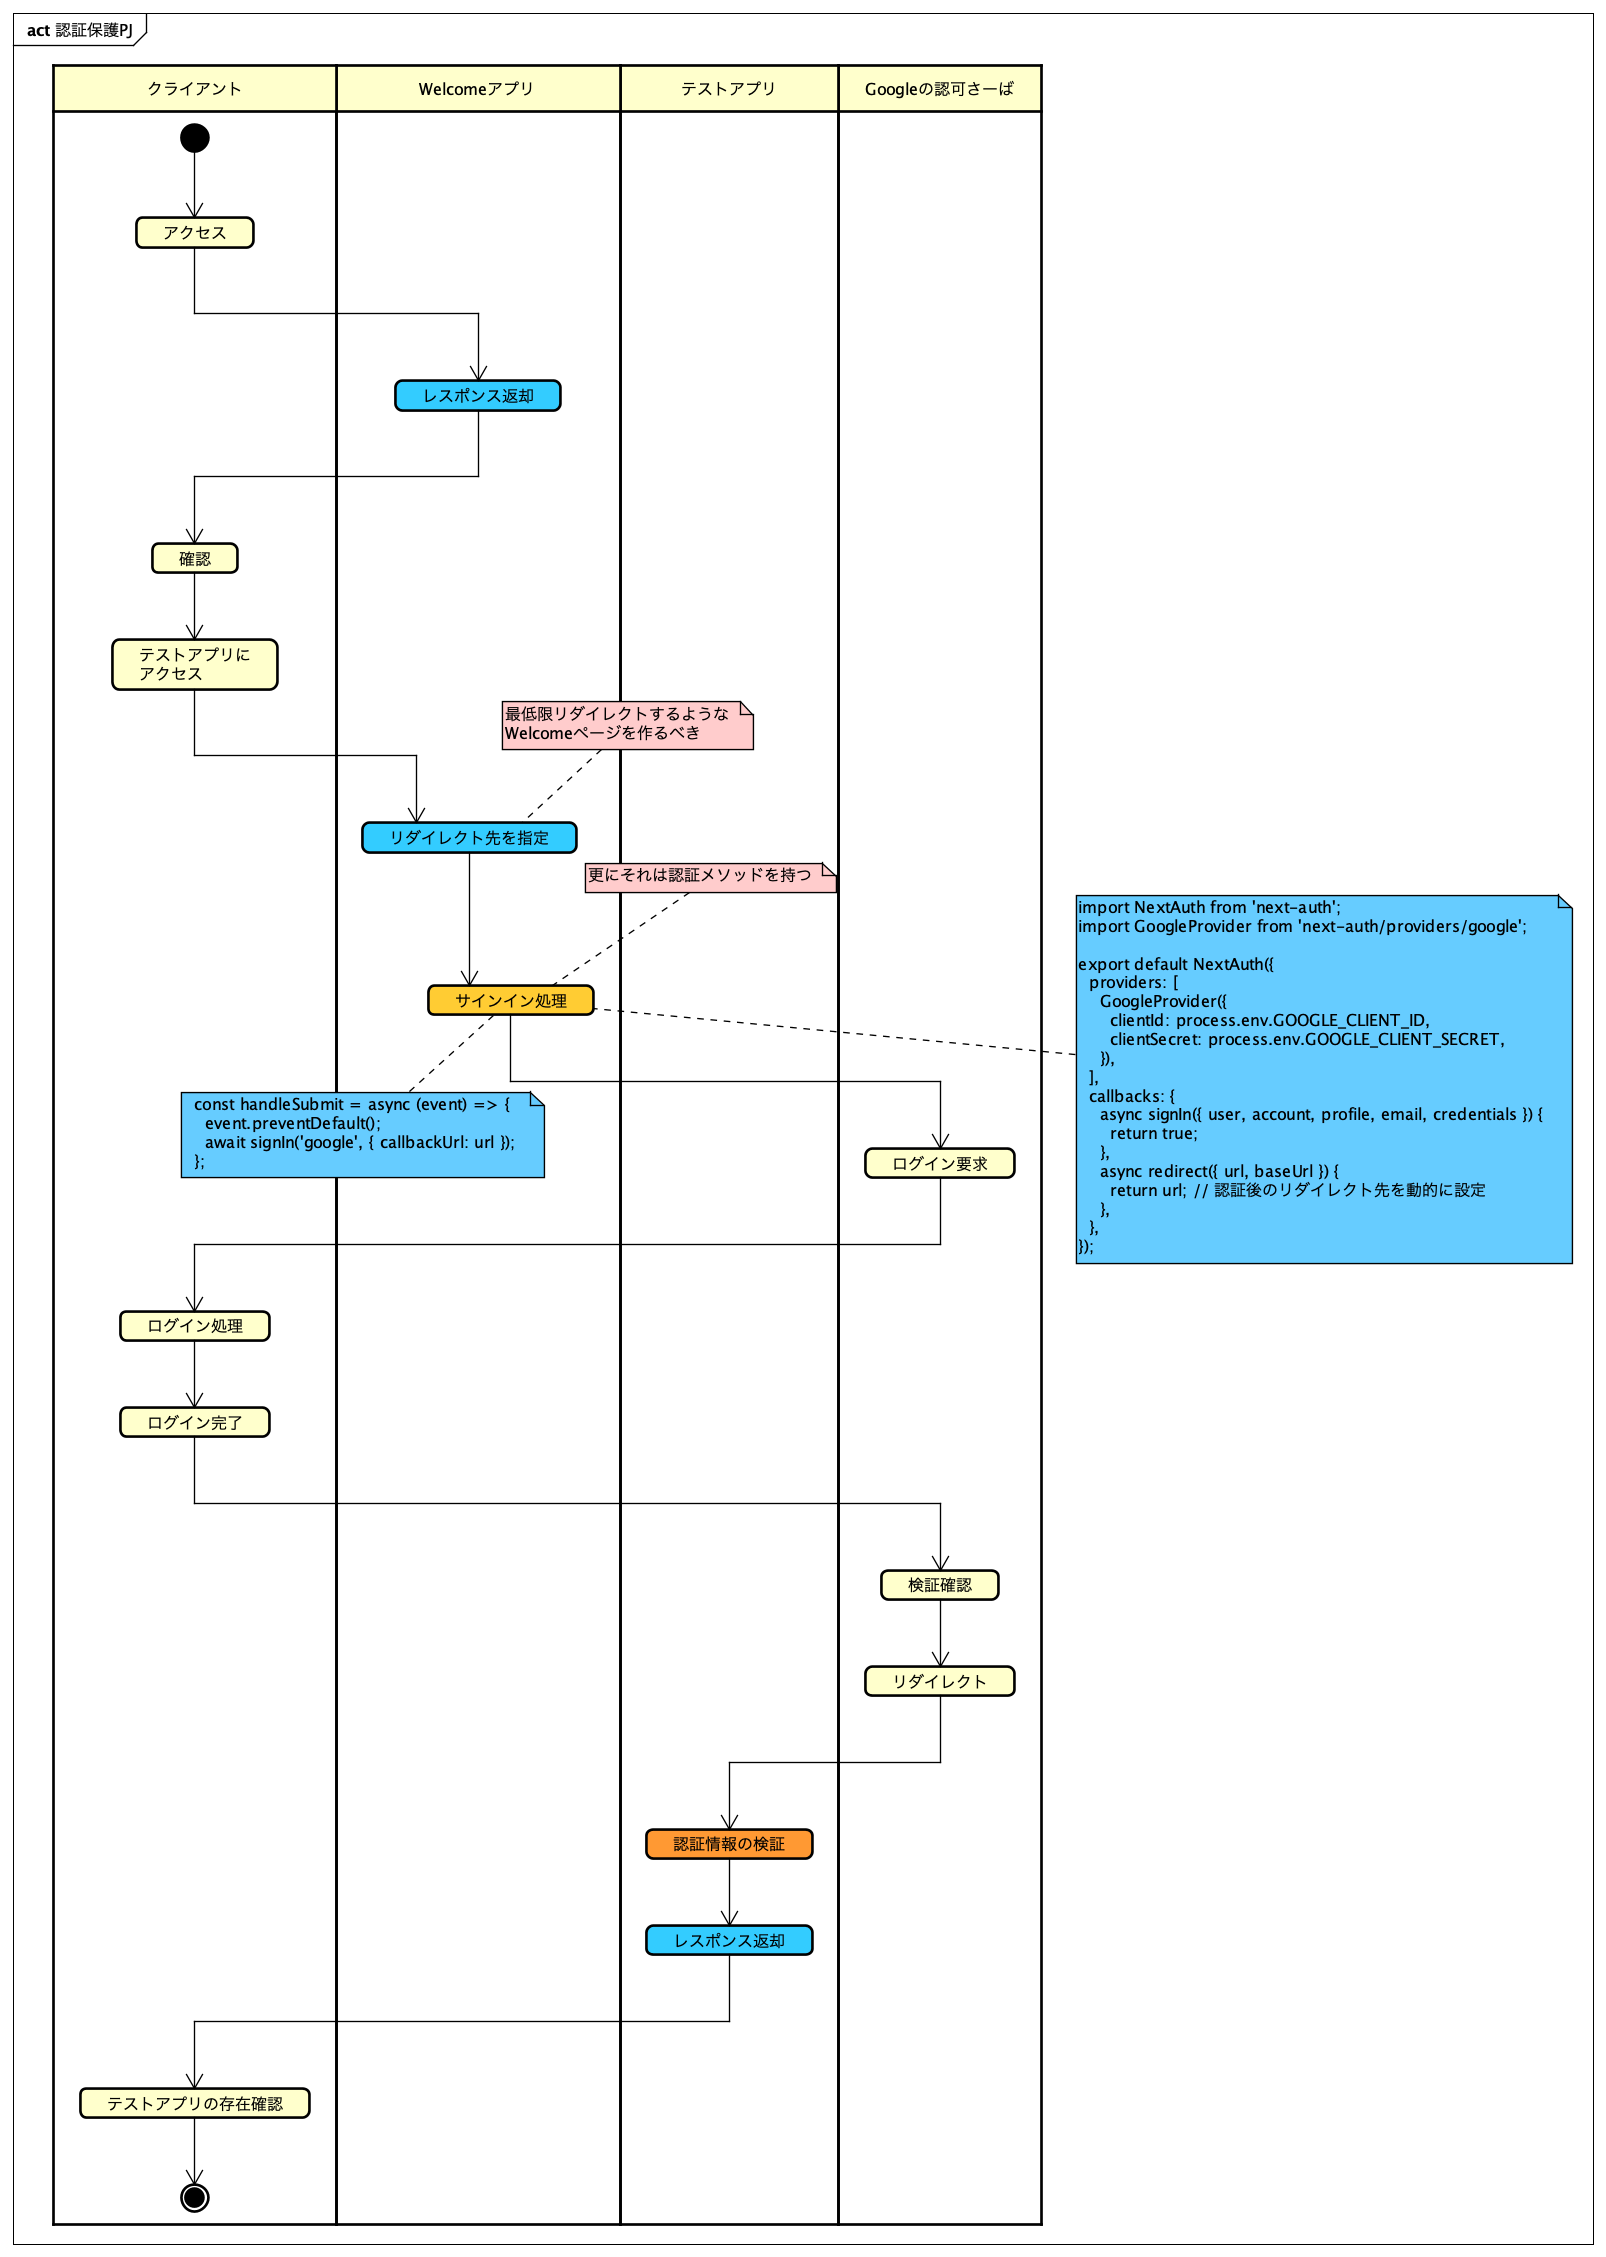 act 認証保護PJ
クライアント
Welcomeアプリ
テストアプリ
Googleの認可さーば
アクセス
レスポンス返却
確認
テストアプリに
アクセス
最低限リダイレクトするような
Welcomeページを作るべき
リダイレクト先を指定
更にそれは認証メソッドを持つ
サインイン処理
import NextAuth from 'next-auth';
import GoogleProvider from 'next-auth/providers/google';
export default NextAuth({
providers: [
GoogleProvider({
clientId: process.env.GOOGLE_CLIENT_ID,
clientSecret: process.env.GOOGLE_CLIENT_SECRET,
}),
],
callbacks: {
async signIn({ user, account, profile, email, credentials }) {
return true;
},
async redirect({ url, baseUrl }) {
return url; // 認証後のリダイレクト先を動的に設定
},
},
});
const handleSubmit = async (event) => {
event.preventDefault();
await signIn('google', { callbackUrl: url });
};
ログイン要求
ログイン処理
ログイン完了
検証確認
リダイレクト
認証情報の検証
レスポンス返却
テストアプリの存在確認